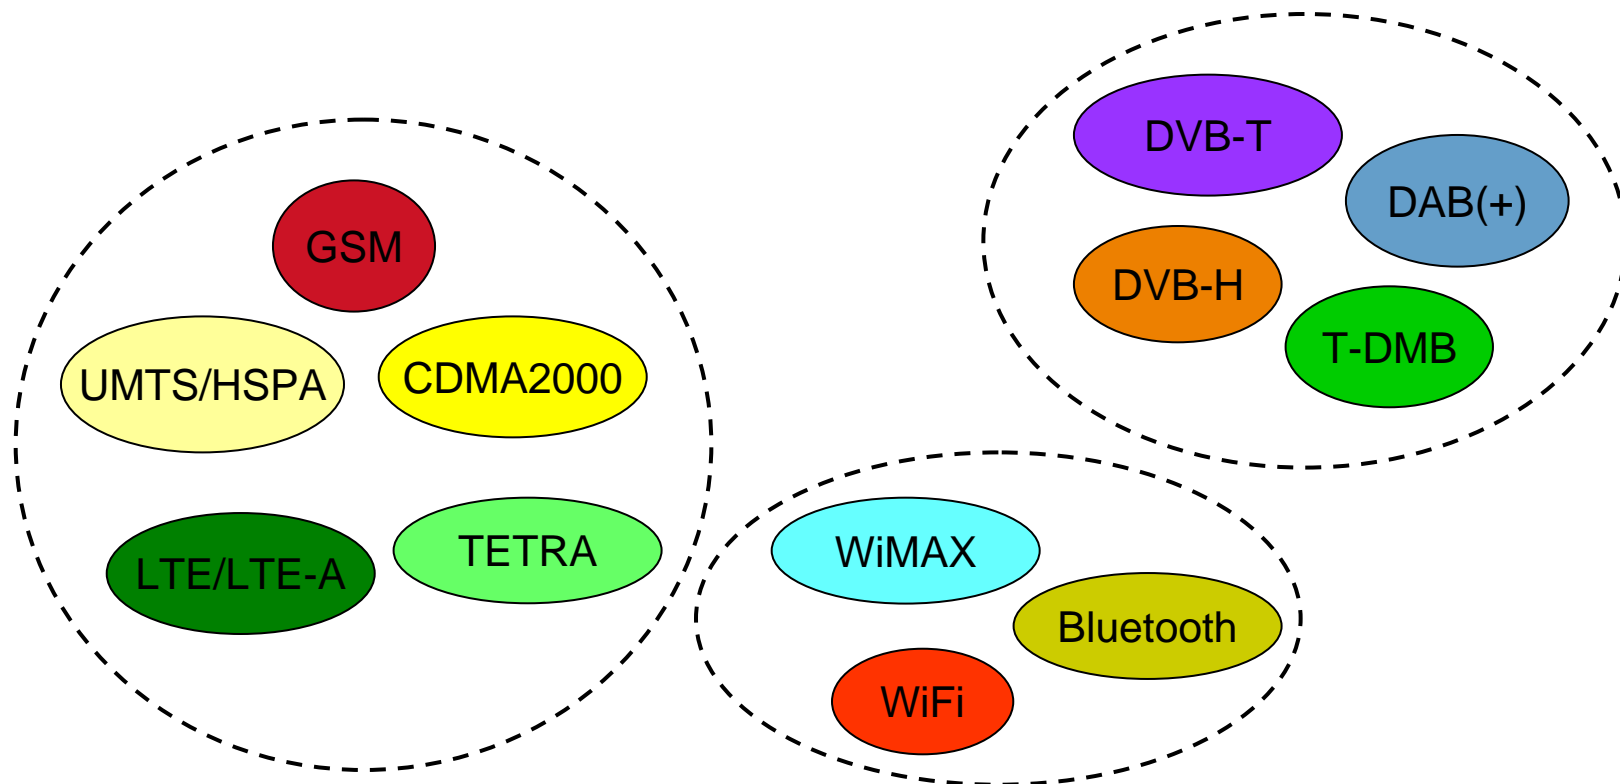 GSM
UMTS/HSPA
CDMA2000
LTE/LTE-A
TETRA
DVB-T
DAB(+)
DVB-H
T-DMB
WiMAX
Bluetooth
WiFi